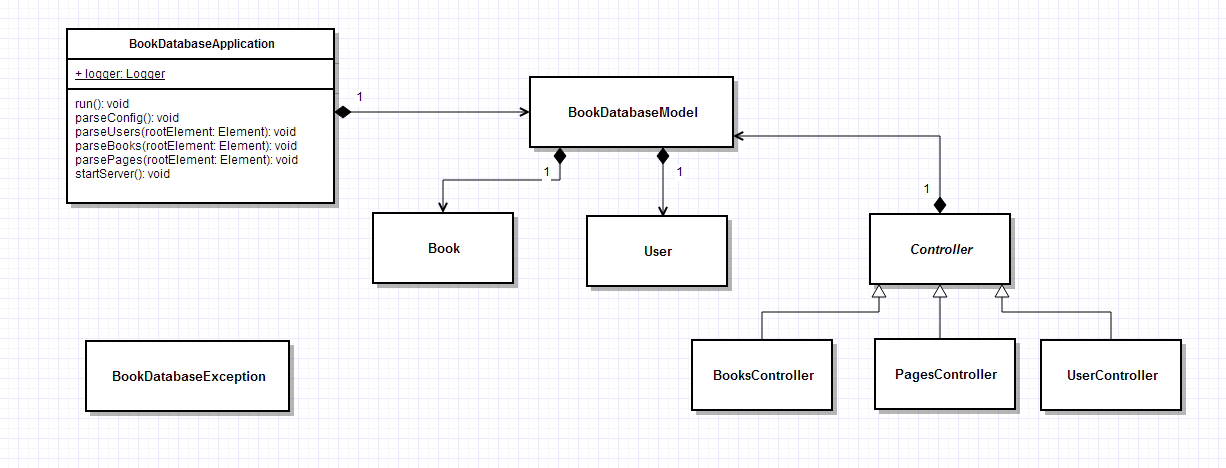 BookDatabaseApplication
+ logger: Logger
run(): void
parseConfig(): void
parseUsers(rootElement: Element): void
parseBooks(rootElement: Element): void
parsePages(rootElement: Element): void
startServer(): void
1
BookDatabaseModel
1
1
1
Book
User
Controller
BookDatabaseException
BooksController
PagesController
UserController